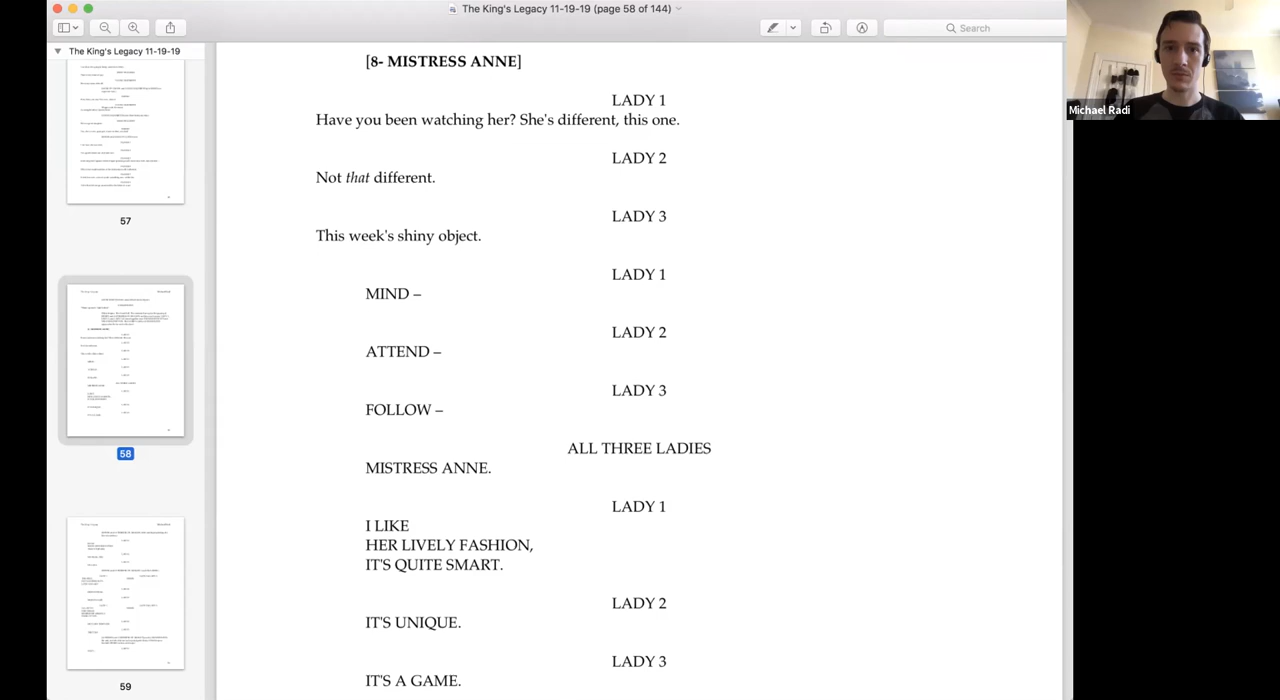 The King's Legacy 11-19-19 (page 58 of 144)
Search
The King's Legacy 11-19-19
57
58
59
[8- MISTRESS ANNE]
LADY 1
Have you been watching her? She's different, this one.
LADY 2
Not that different.
LADY 3
This week's shiny object.
LADY 1
MIND –
LADY 2
ATTEND –
LADY 3
FOLLOW –
ALL THREE LADIES
MISTRESS ANNE.
LADY 1
I LIKE
HER LIVELY FASHION,
IT'S QUITE SMART.
LADY 2
IT'S UNIQUE.
LADY 3
IT'S A GAME.
Michael Radi